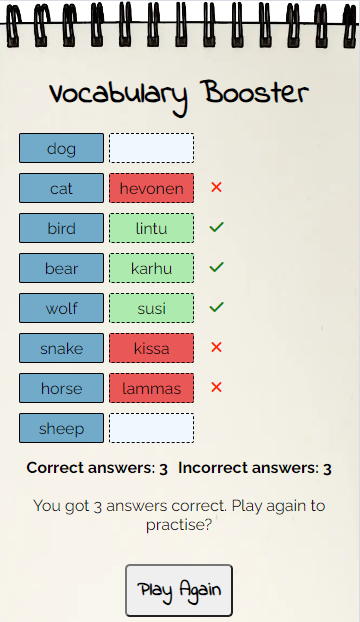 Vocabulary Booster
dog
cat hevonen
bird lintu
bear karhu
wolf susi
snake kissa
horse lammas
sheep
Correct answers: 3 Incorrect answers: 3
You got 3 answers correct. Play again to
practise?
Play Again